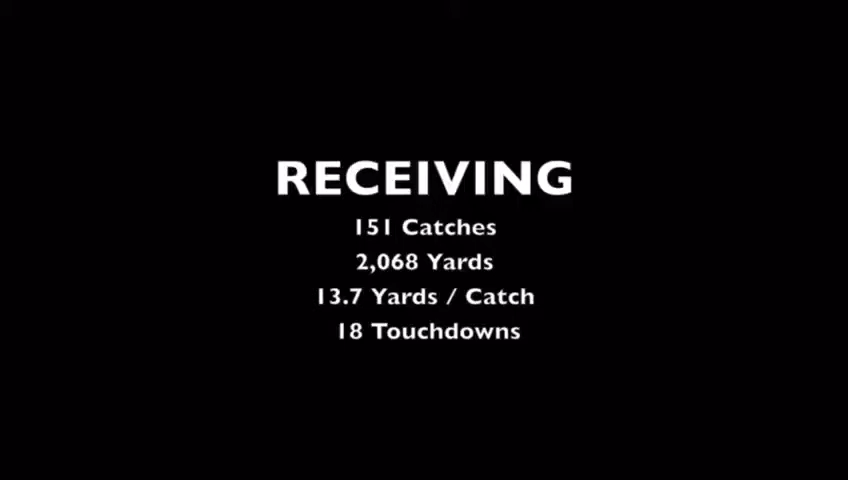 RECEIVING
151 Catches
2,068 Yards
13.7 Yards / Catch
18 Touchdowns